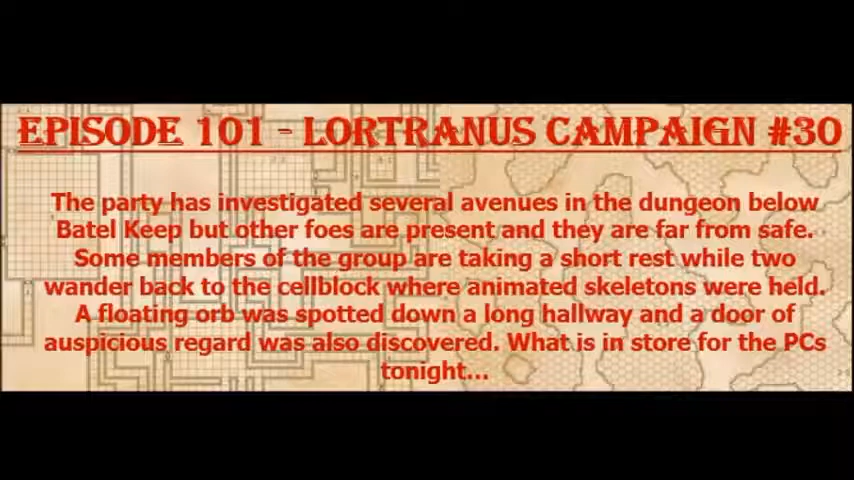 EPISODE 101 - LORTRANUS CAMPAIGN #30
The party has investigated several avenues in the dungeon below
Batel Keep but other foes are present and they are far from safe.
Some members of the group are taking a short rest while two
wander back to the cellblock where animated skeletons were held.
A floating orb was spotted down a long hallway and a door of
auspicious regard was also discovered. What is in store for the PCs
tonight...